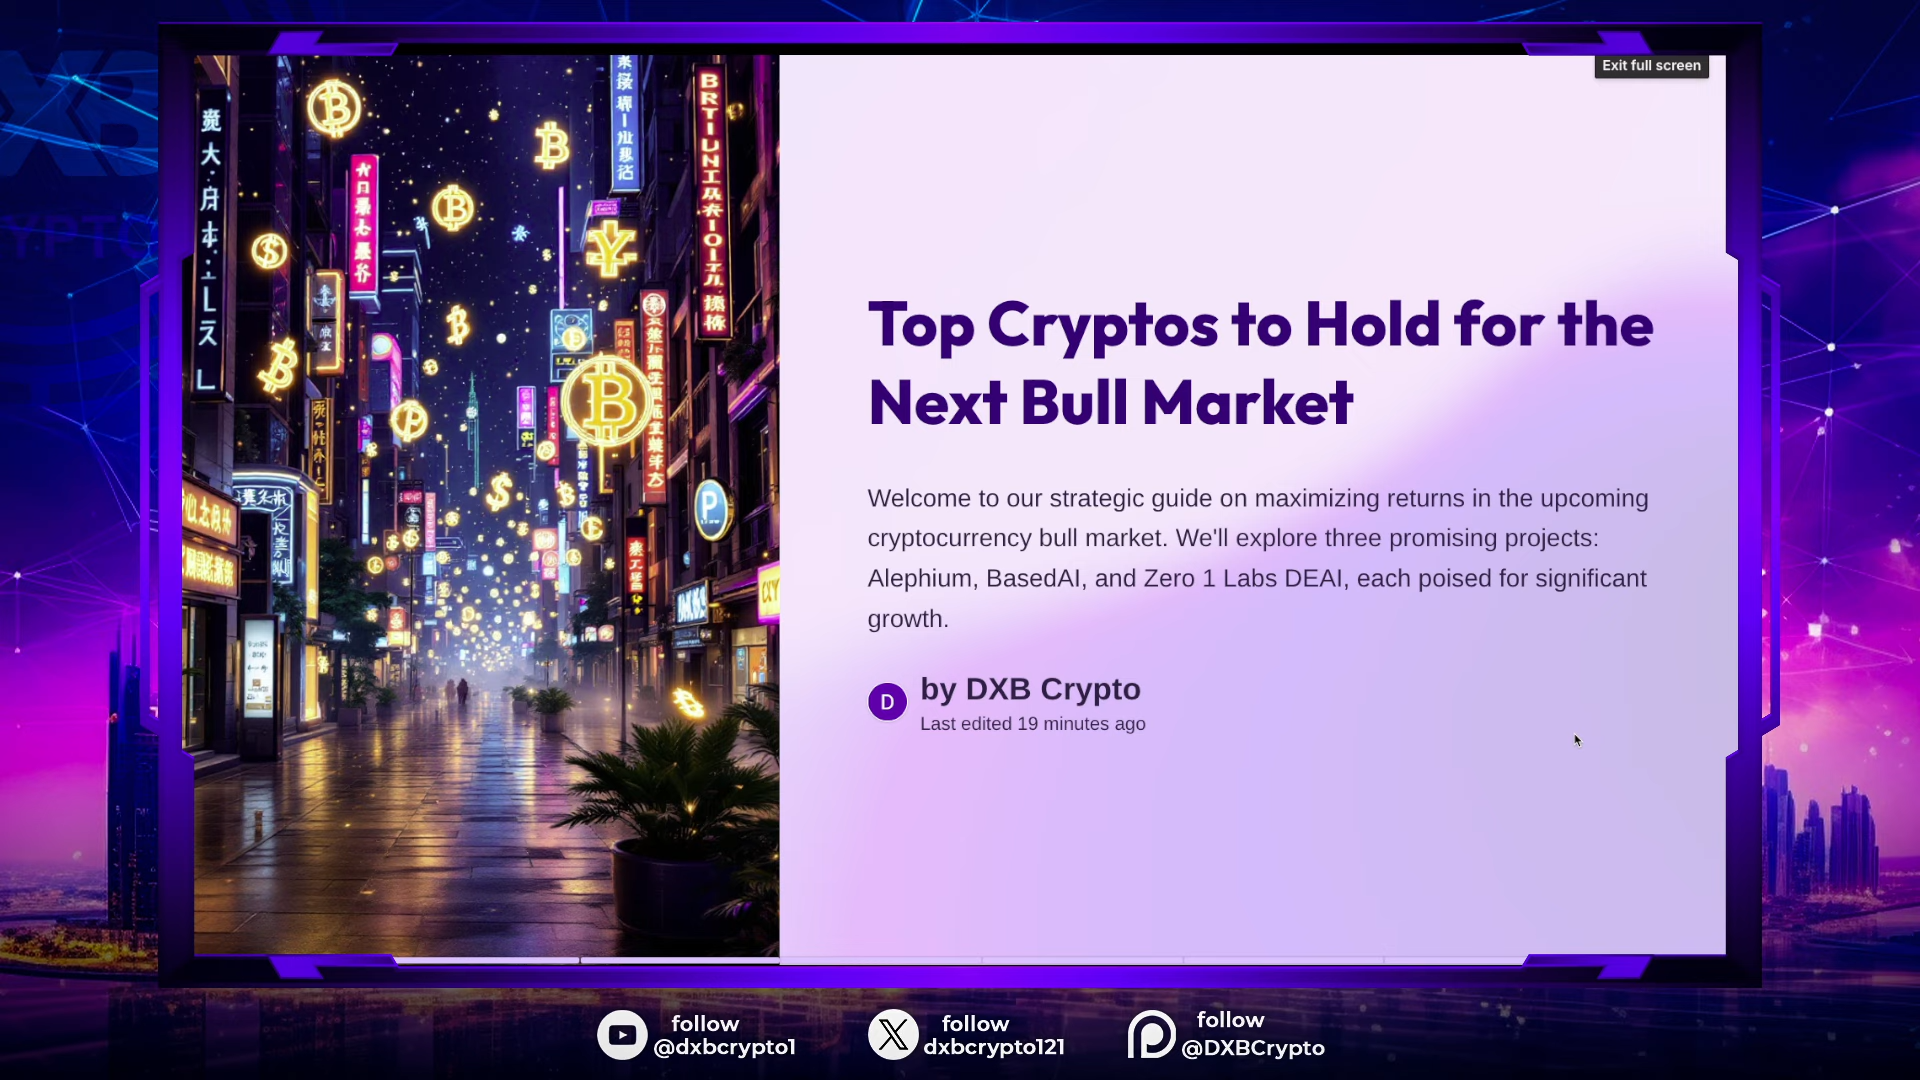 Exit full screen
Top Cryptos to Hold for the
Next Bull Market
Welcome to our strategic guide on maximizing returns in the upcoming
cryptocurrency bull market. We'll explore three promising projects:
Alephium, BasedAI, and Zero 1 Labs DEAI, each poised for significant
growth.
D
by DXB Crypto
Last edited 19 minutes ago
follow
@dxbcrypto1
follow
dxbcrypto121
follow
@DXBCrypto